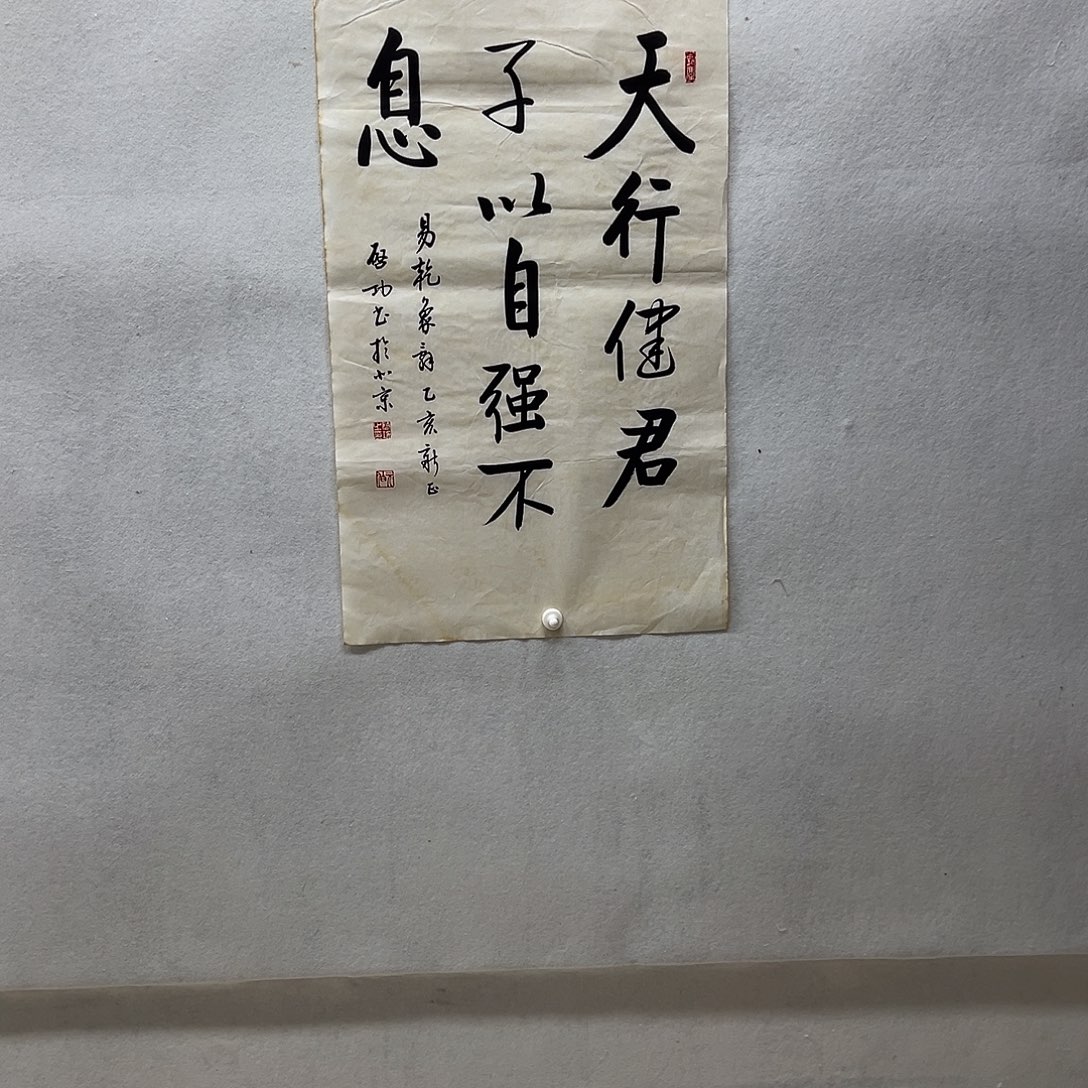 天行健君
子以自强不
息
易乾象辞乙亥新正
启功书于北京